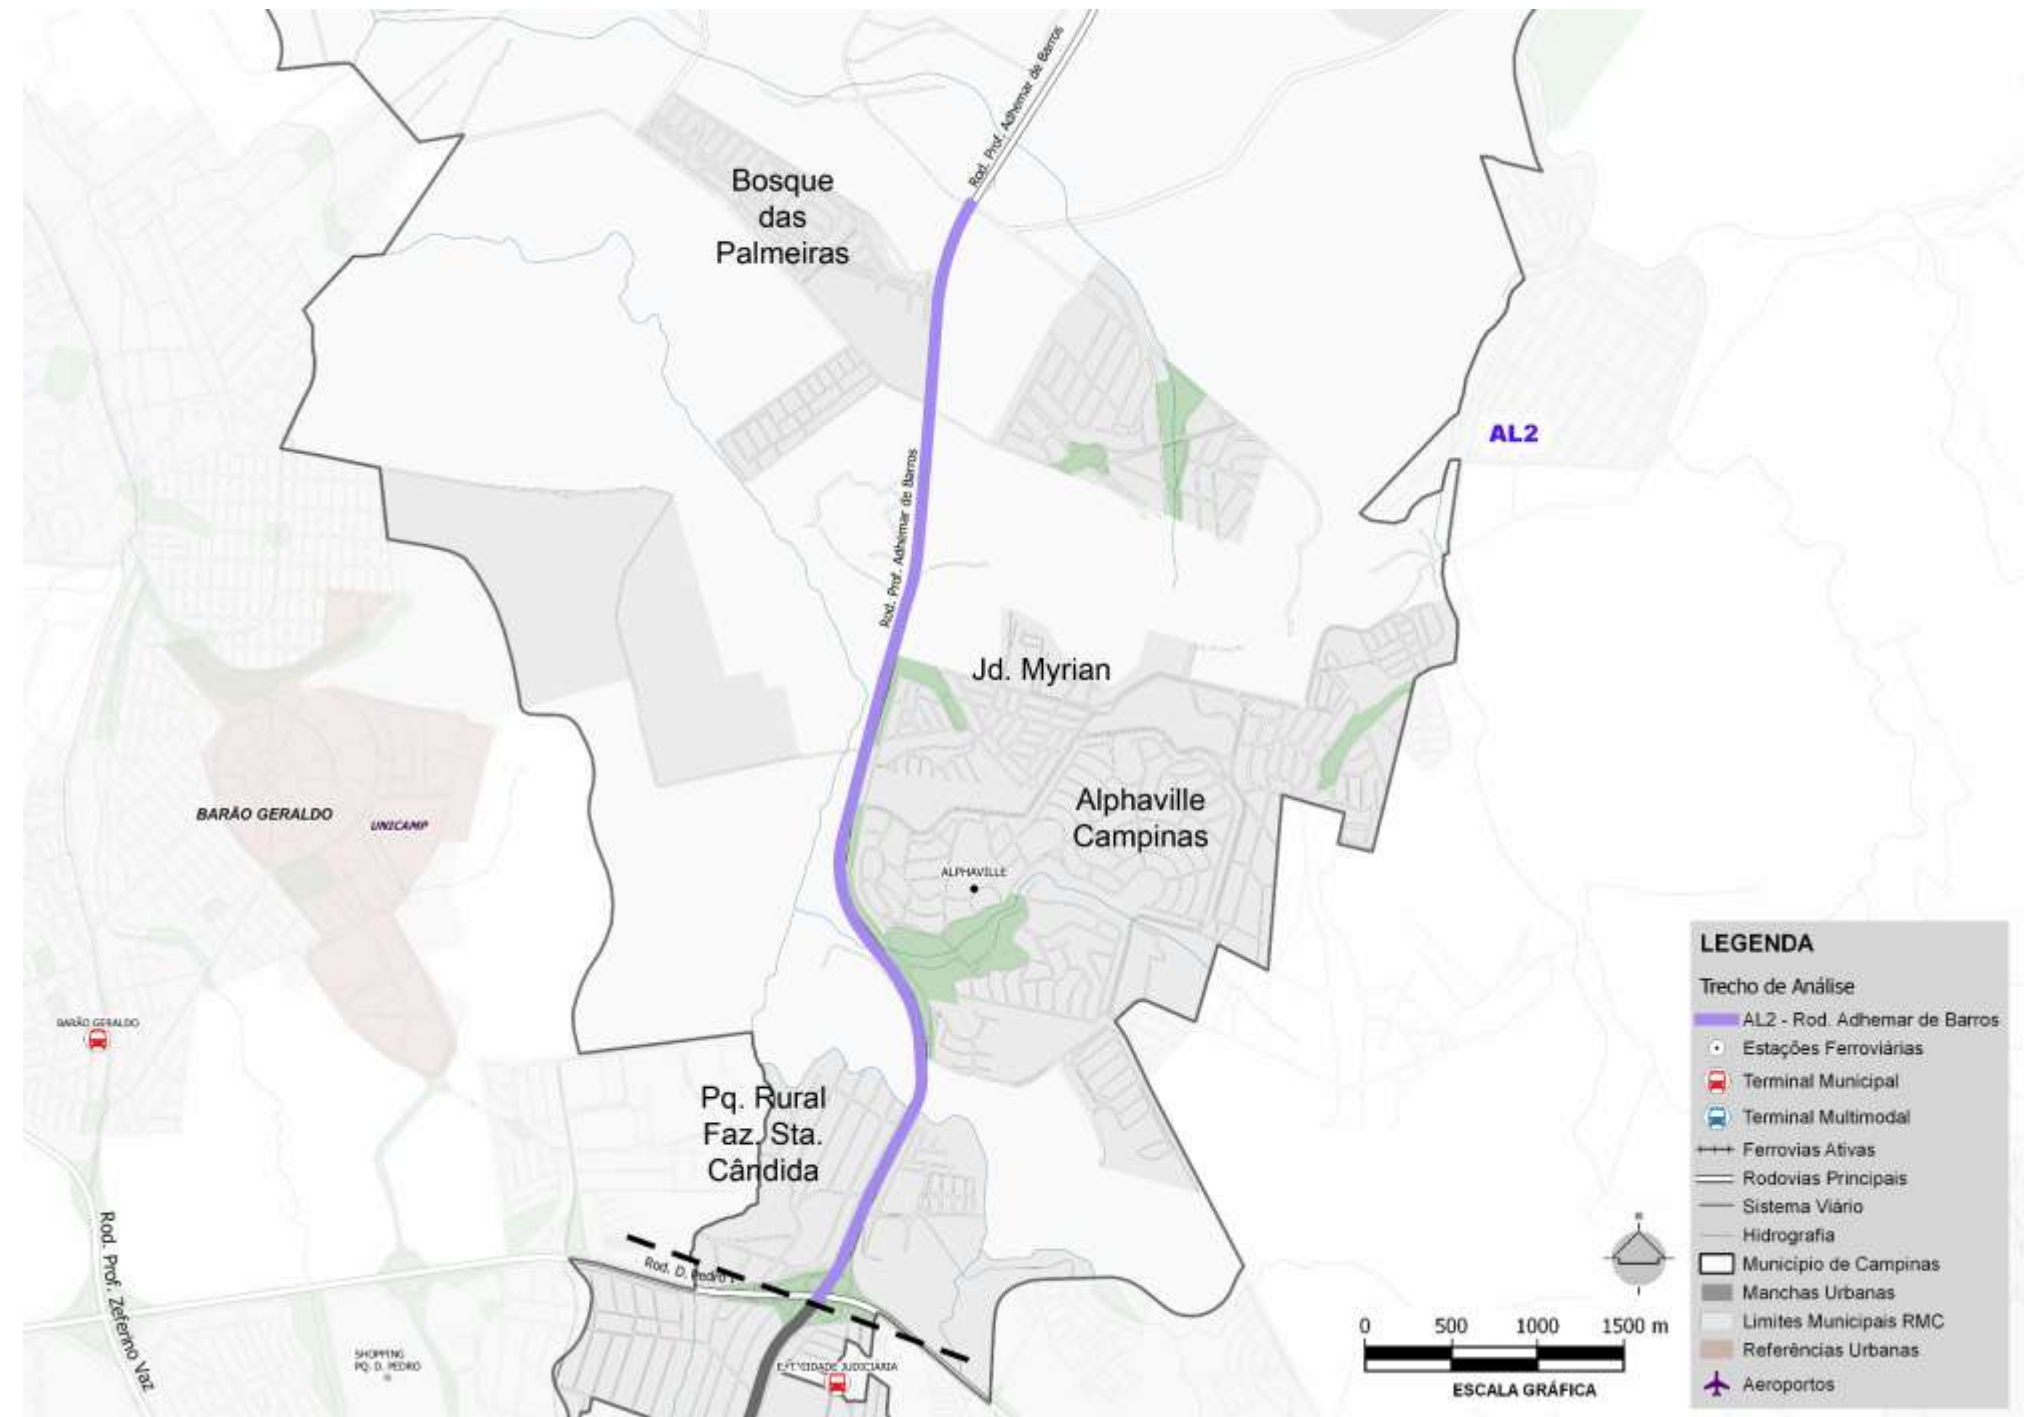 Rod. Prof. Adhemar de Barros
Bosque
das
Palmeiras
AL2
Rod. Prof. Adhemar de Barros
Jd. Myrian
Alphaville
Campinas
BARÃO GERALDO
UNICAMP
ALPHAVILLE
BARÃO GERALDO
Pq. Rural
Faz. Sta.
Cândida
Rod. D. Pedro I
Rod. Prof. Zeferino Vaz
SHOPPING
PQ. D. PEDRO
CIDADE JUDICIÁRIA
LEGENDA
Trecho de Análise
AL2 - Rod. Adhemar de Barros
Estações Ferroviárias
Terminal Municipal
Terminal Multimodal
Ferrovias Ativas
Rodovias Principais
Sistema Viário
Hidrografia
Município de Campinas
Manchas Urbanas
Limites Municipais RMC
Referências Urbanas
Aeroportos
0 500 1000 1500 m
ESCALA GRÁFICA